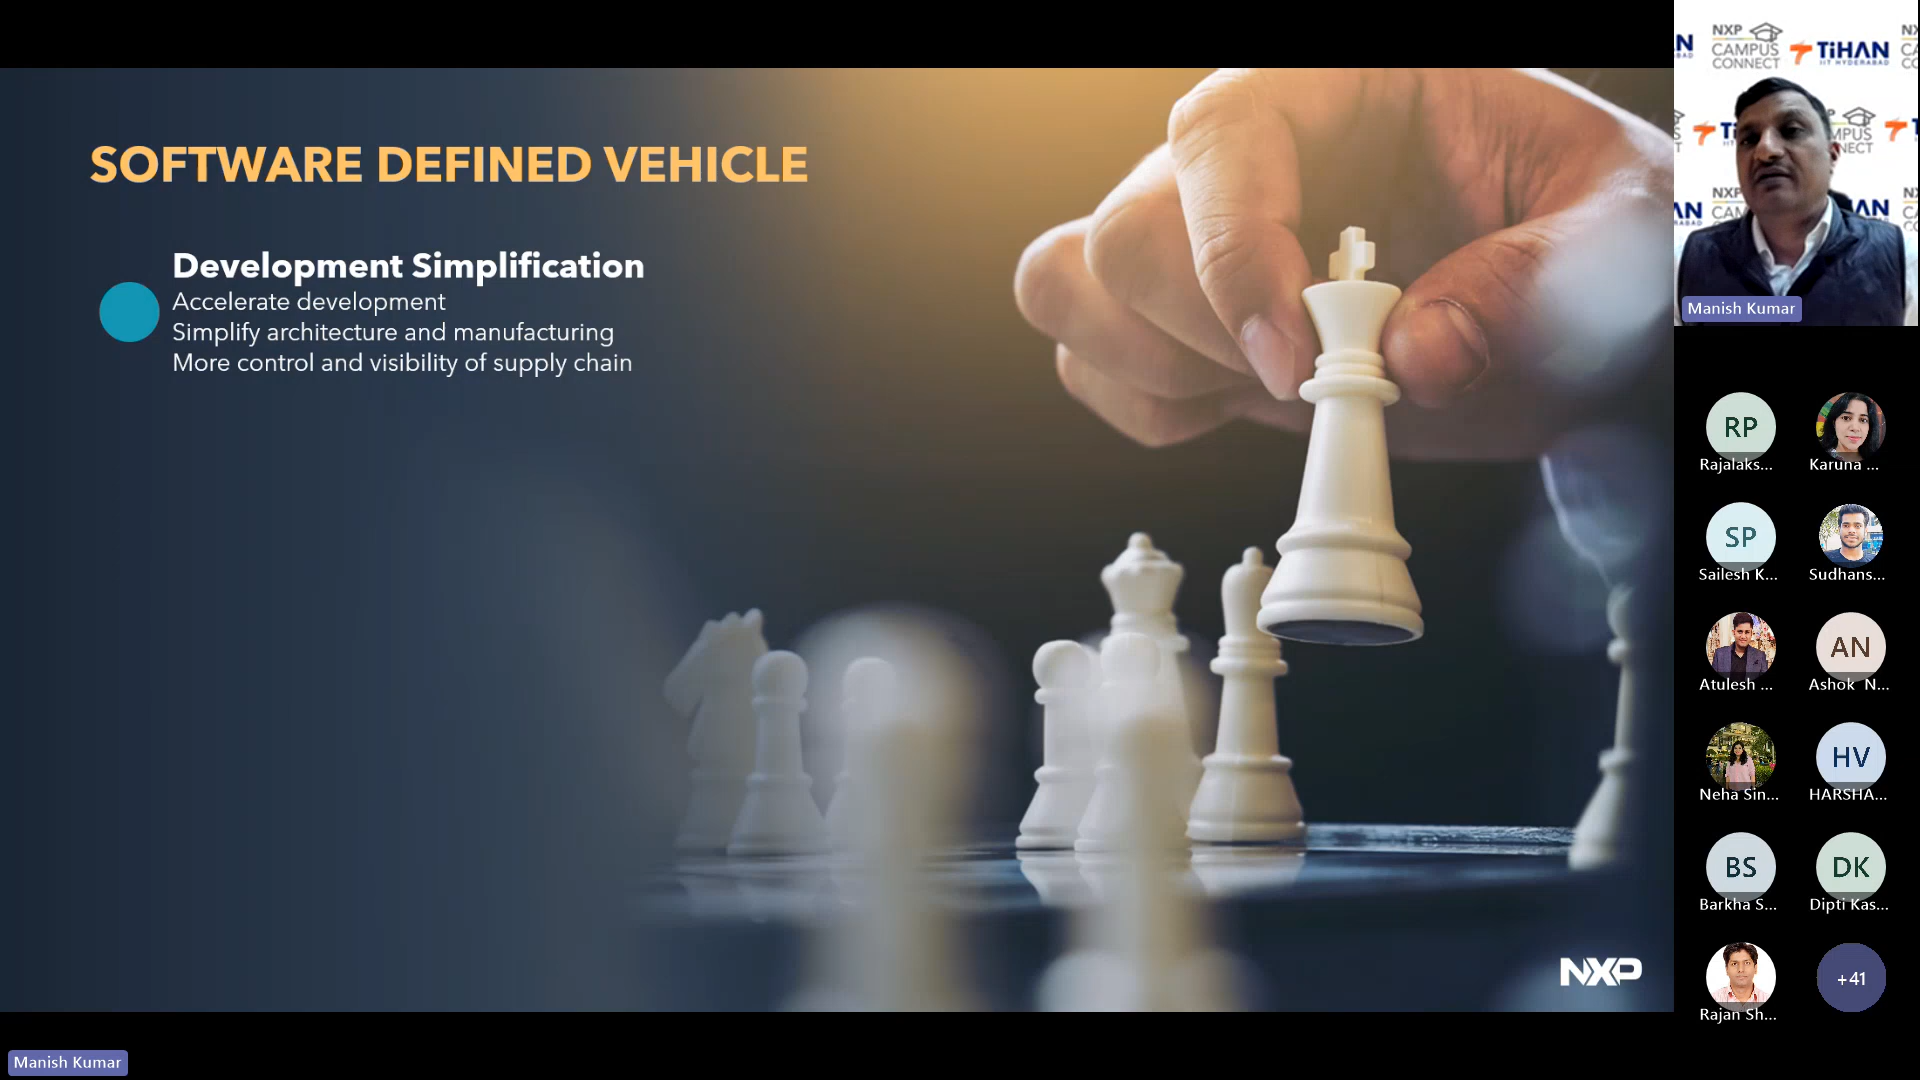 SOFTWARE DEFINED VEHICLE
Development Simplification
Accelerate development
Simplify architecture and manufacturing
More control and visibility of supply chain
NXP
Manish Kumar
NXP
CAMPUS
CONNECT
TiHAN
IIT HYDERABAD
Manish Kumar
RP
Rajalaks...
Karuna ...
SP
Sailesh K...
Sudhans...
Atulesh ...
AN
Ashok N...
Neha Sin...
HV
HARSHA...
BS
Barkha S...
DK
Dipti Kas...
Rajan Sh...
+41